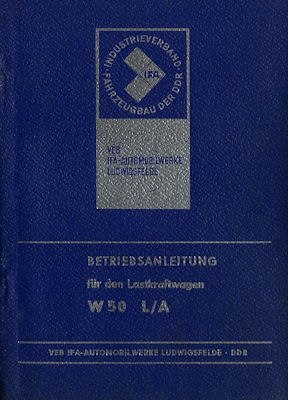 INDUSTRIEVERBAND
FAHRZEUGBAU DER DDR
IFA
VEB
IFA-AUTOMOBILWERKE
LUDWIGSFELDE
BETRIEBSANLEITUNG
für den Lastkraftwagen
W 50 L/A
VEB IFA-AUTOMOBILWERKE LUDWIGSFELDE · DDR